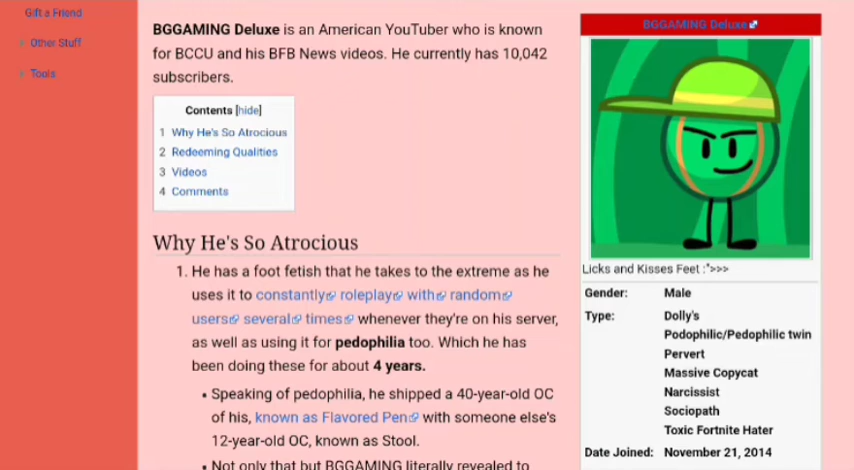 Gift a Friend
Other Stuff
Tools
BGGAMING Deluxe is an American YouTuber who is known
for BCCU and his BFB News videos. He currently has 10,042
subscribers.
Contents [hide]
1 Why He's So Atrocious
2 Redeeming Qualities
3 Videos
4 Comments
Why He's So Atrocious
1. He has a foot fetish that he takes to the extreme as he
uses it to constantly roleplay with random
users several times whenever they're on his server,
as well as using it for pedophilia too. Which he has
been doing these for about 4 years.
▪ Speaking of pedophilia, he shipped a 40-year-old OC
of his, known as Flavored Pen with someone else's
12-year-old OC, known as Stool.
▪ Not only that but BGGAMING literally revealed to
BGGAMING Deluxe
Licks and Kisses Feet :">>>
Gender: Male
Type: Dolly's
Podophilic/Pedophilic twin
Pervert
Massive Copycat
Narcissist
Sociopath
Toxic Fortnite Hater
Date Joined: November 21, 2014